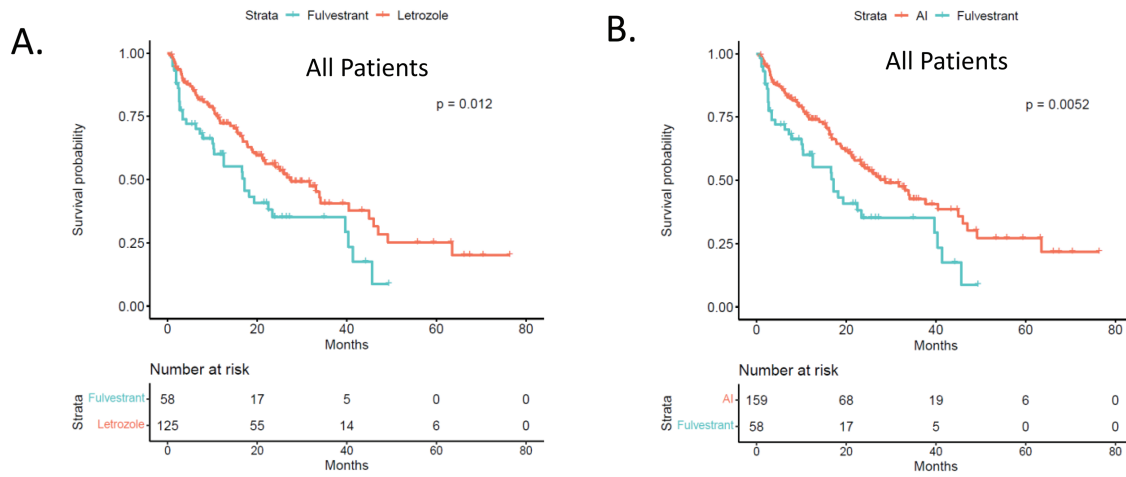 A.
Strata Fulvestrant Letrozole
All Patients
p = 0.012
Survival probability
1.00
0.75
0.50
0.25
0.00
0 20 40 60 80
Months
Number at risk
Strata
Fulvestrant 58 17 5 0 0
Letrozole 125 55 14 6 0
0 20 40 60 80
Months
B.
Strata AI Fulvestrant
All Patients
p = 0.0052
Survival probability
1.00
0.75
0.50
0.25
0.00
0 20 40 60 80
Months
Number at risk
Strata
AI 159 68 19 6 0
Fulvestrant 58 17 5 0 0
0 20 40 60 80
Months